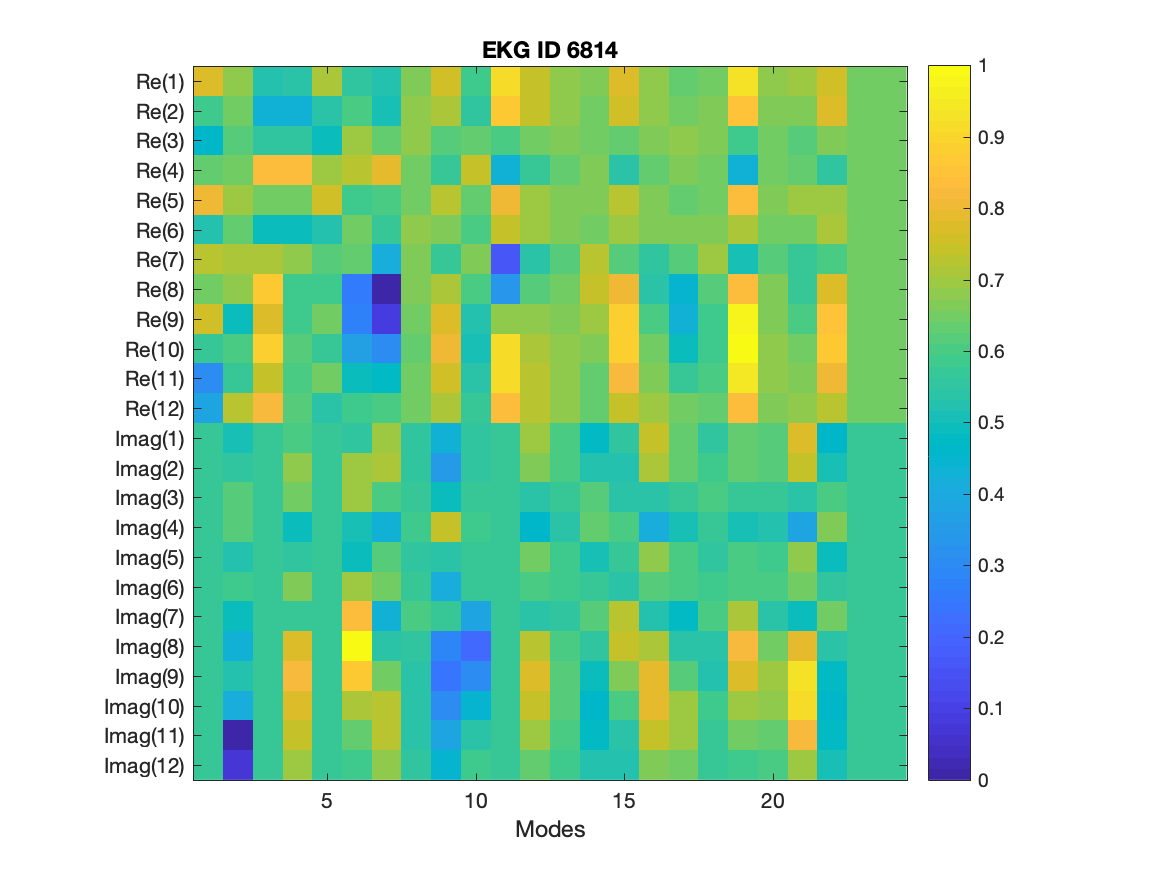 EKG ID 6814
Re(1)
Re(2)
Re(3)
Re(4)
Re(5)
Re(6)
Re(7)
Re(8)
Re(9)
Re(10)
Re(11)
Re(12)
Imag(1)
Imag(2)
Imag(3)
Imag(4)
Imag(5)
Imag(6)
Imag(7)
Imag(8)
Imag(9)
Imag(10)
Imag(11)
Imag(12)
5 10 15 20
Modes
1
0.9
0.8
0.7
0.6
0.5
0.4
0.3
0.2
0.1
0